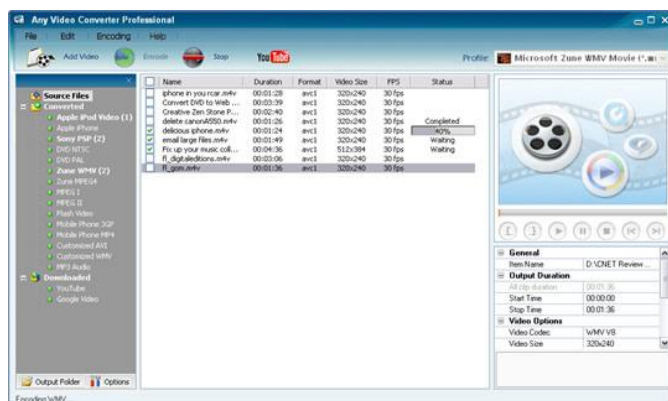 Any Video Converter Professional
File Edit Encoding Help
Add Video Encode Stop YouTube Profile: Microsoft Zune WMV Movie (*.w
Source Files
Converted
Apple iPod Video (1)
Apple iPhone
Sony PSP (2)
DVD NTSC
DVD PAL
Zune WMV (2)
Zune MPEG4
MPEG I
MPEG II
Flash Video
Mobile Phone 3GP
Mobile Phone MP4
Customized AVI
Customized WMV
MP3 Audio
Downloaded
YouTube
Google Video
Output Folder Options
Name Duration Format Video Size FPS Status
iphone in you rcar.m4v 00:01:28 avc1 320x240 30 fps
Convert DVD to Web ... 00:03:39 avc1 320x240 30 fps
Creative Zen Stone P... 00:02:40 avc1 320x240 30 fps
delete canonA550.m4v 00:01:26 avc1 320x240 30 fps Completed
delicious iphone.m4v 00:01:24 avc1 320x240 30 fps 40%
email large files.m4v 00:01:49 avc1 320x240 30 fps Waiting
Fix up your music coll... 00:04:36 avc1 512x384 30 fps Waiting
fl_digitaleditions.m4v 00:03:06 avc1 320x240 30 fps
fl_gom.m4v 00:01:36 avc1 320x240 30 fps
General
Item Name D:\CNET Review ...
Output Duration
All clip duration 00:01:36
Start Time 00:00:00
Stop Time 00:01:36
Video Options
Video Codec WMV V8
Video Size 320x240
Encoding WMV